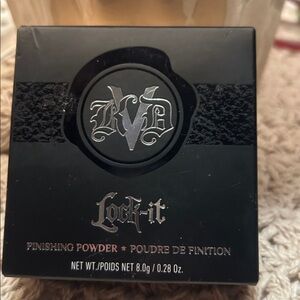 KVD
Lock-it
FINISHING POWDER ★ POUDRE DE FINITION
NET WT./POIDS NET 8.0g / 0.28 Oz.